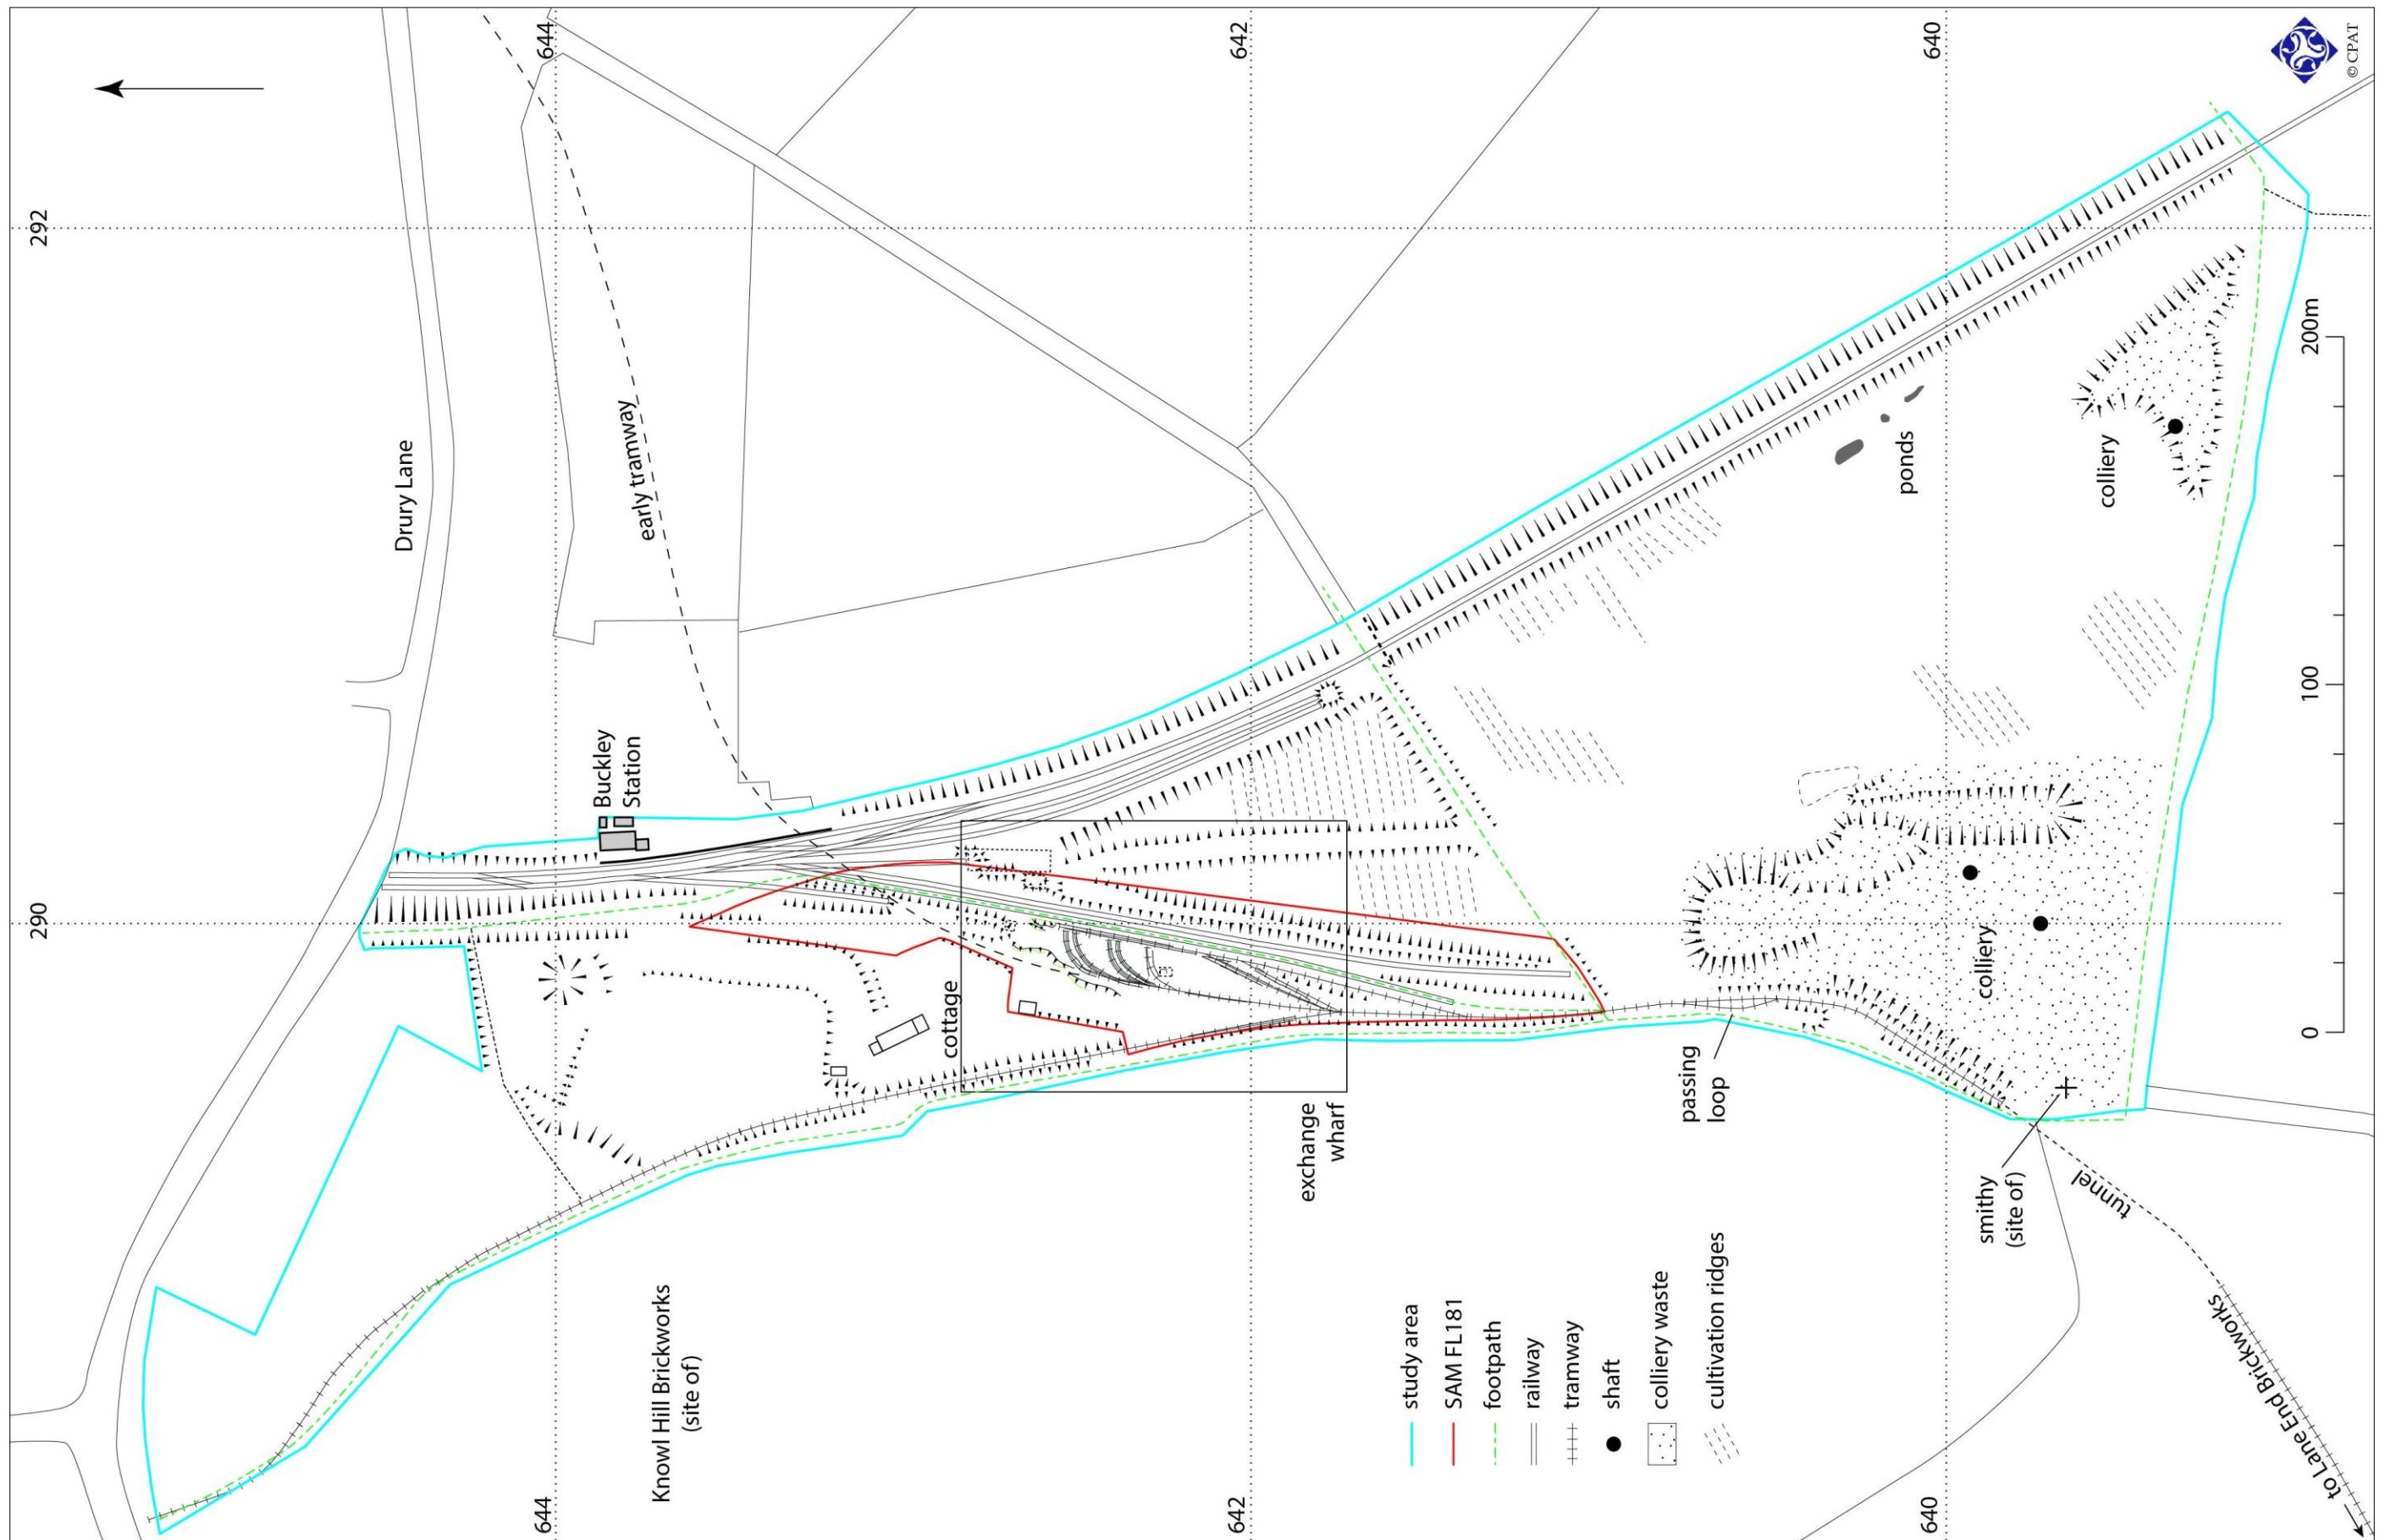 644
642
640
© CPAT
292
Drury Lane
early tramway
Buckley
Station
200m
100
0
ponds
colliery
290
cottage
colliery
exchange
wharf
passing
loop
smithy
(site of)
tunnel
to Lane End Brickworks
Knowl Hill Brickworks
(site of)
study area
SAM FL181
footpath
railway
tramway
shaft
colliery waste
cultivation ridges
644
642
640